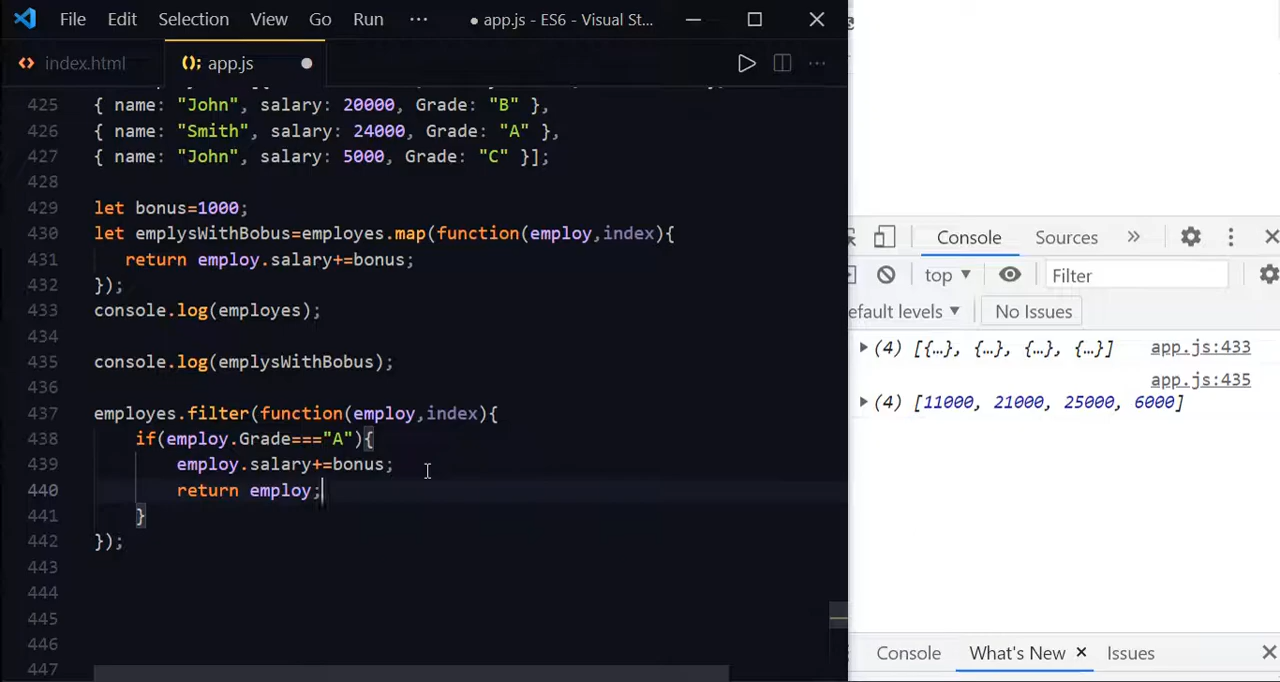 File Edit Selection View Go Run ··· ● app.js - ES6 - Visual St...
<> index.html (); app.js ●
425 { name: "John", salary: 20000, Grade: "B" },
426 { name: "Smith", salary: 24000, Grade: "A" },
427 { name: "John", salary: 5000, Grade: "C" }];
428
429 let bonus=1000;
430 let emplysWithBobus=employes.map(function(employ,index){
431 return employ.salary+=bonus;
432 });
433 console.log(employes);
434
435 console.log(emplysWithBobus);
436
437 employes.filter(function(employ,index){
438 if(employ.Grade==="A"){
439 employ.salary+=bonus;
440 return employ;
441 }
442 });
443
444
445
446
447
Console Sources
top Filter
efault levels No Issues
(4) [{…}, {…}, {…}, {…}] app.js:433
app.js:435
(4) [11000, 21000, 25000, 6000]
Console What's New Issues